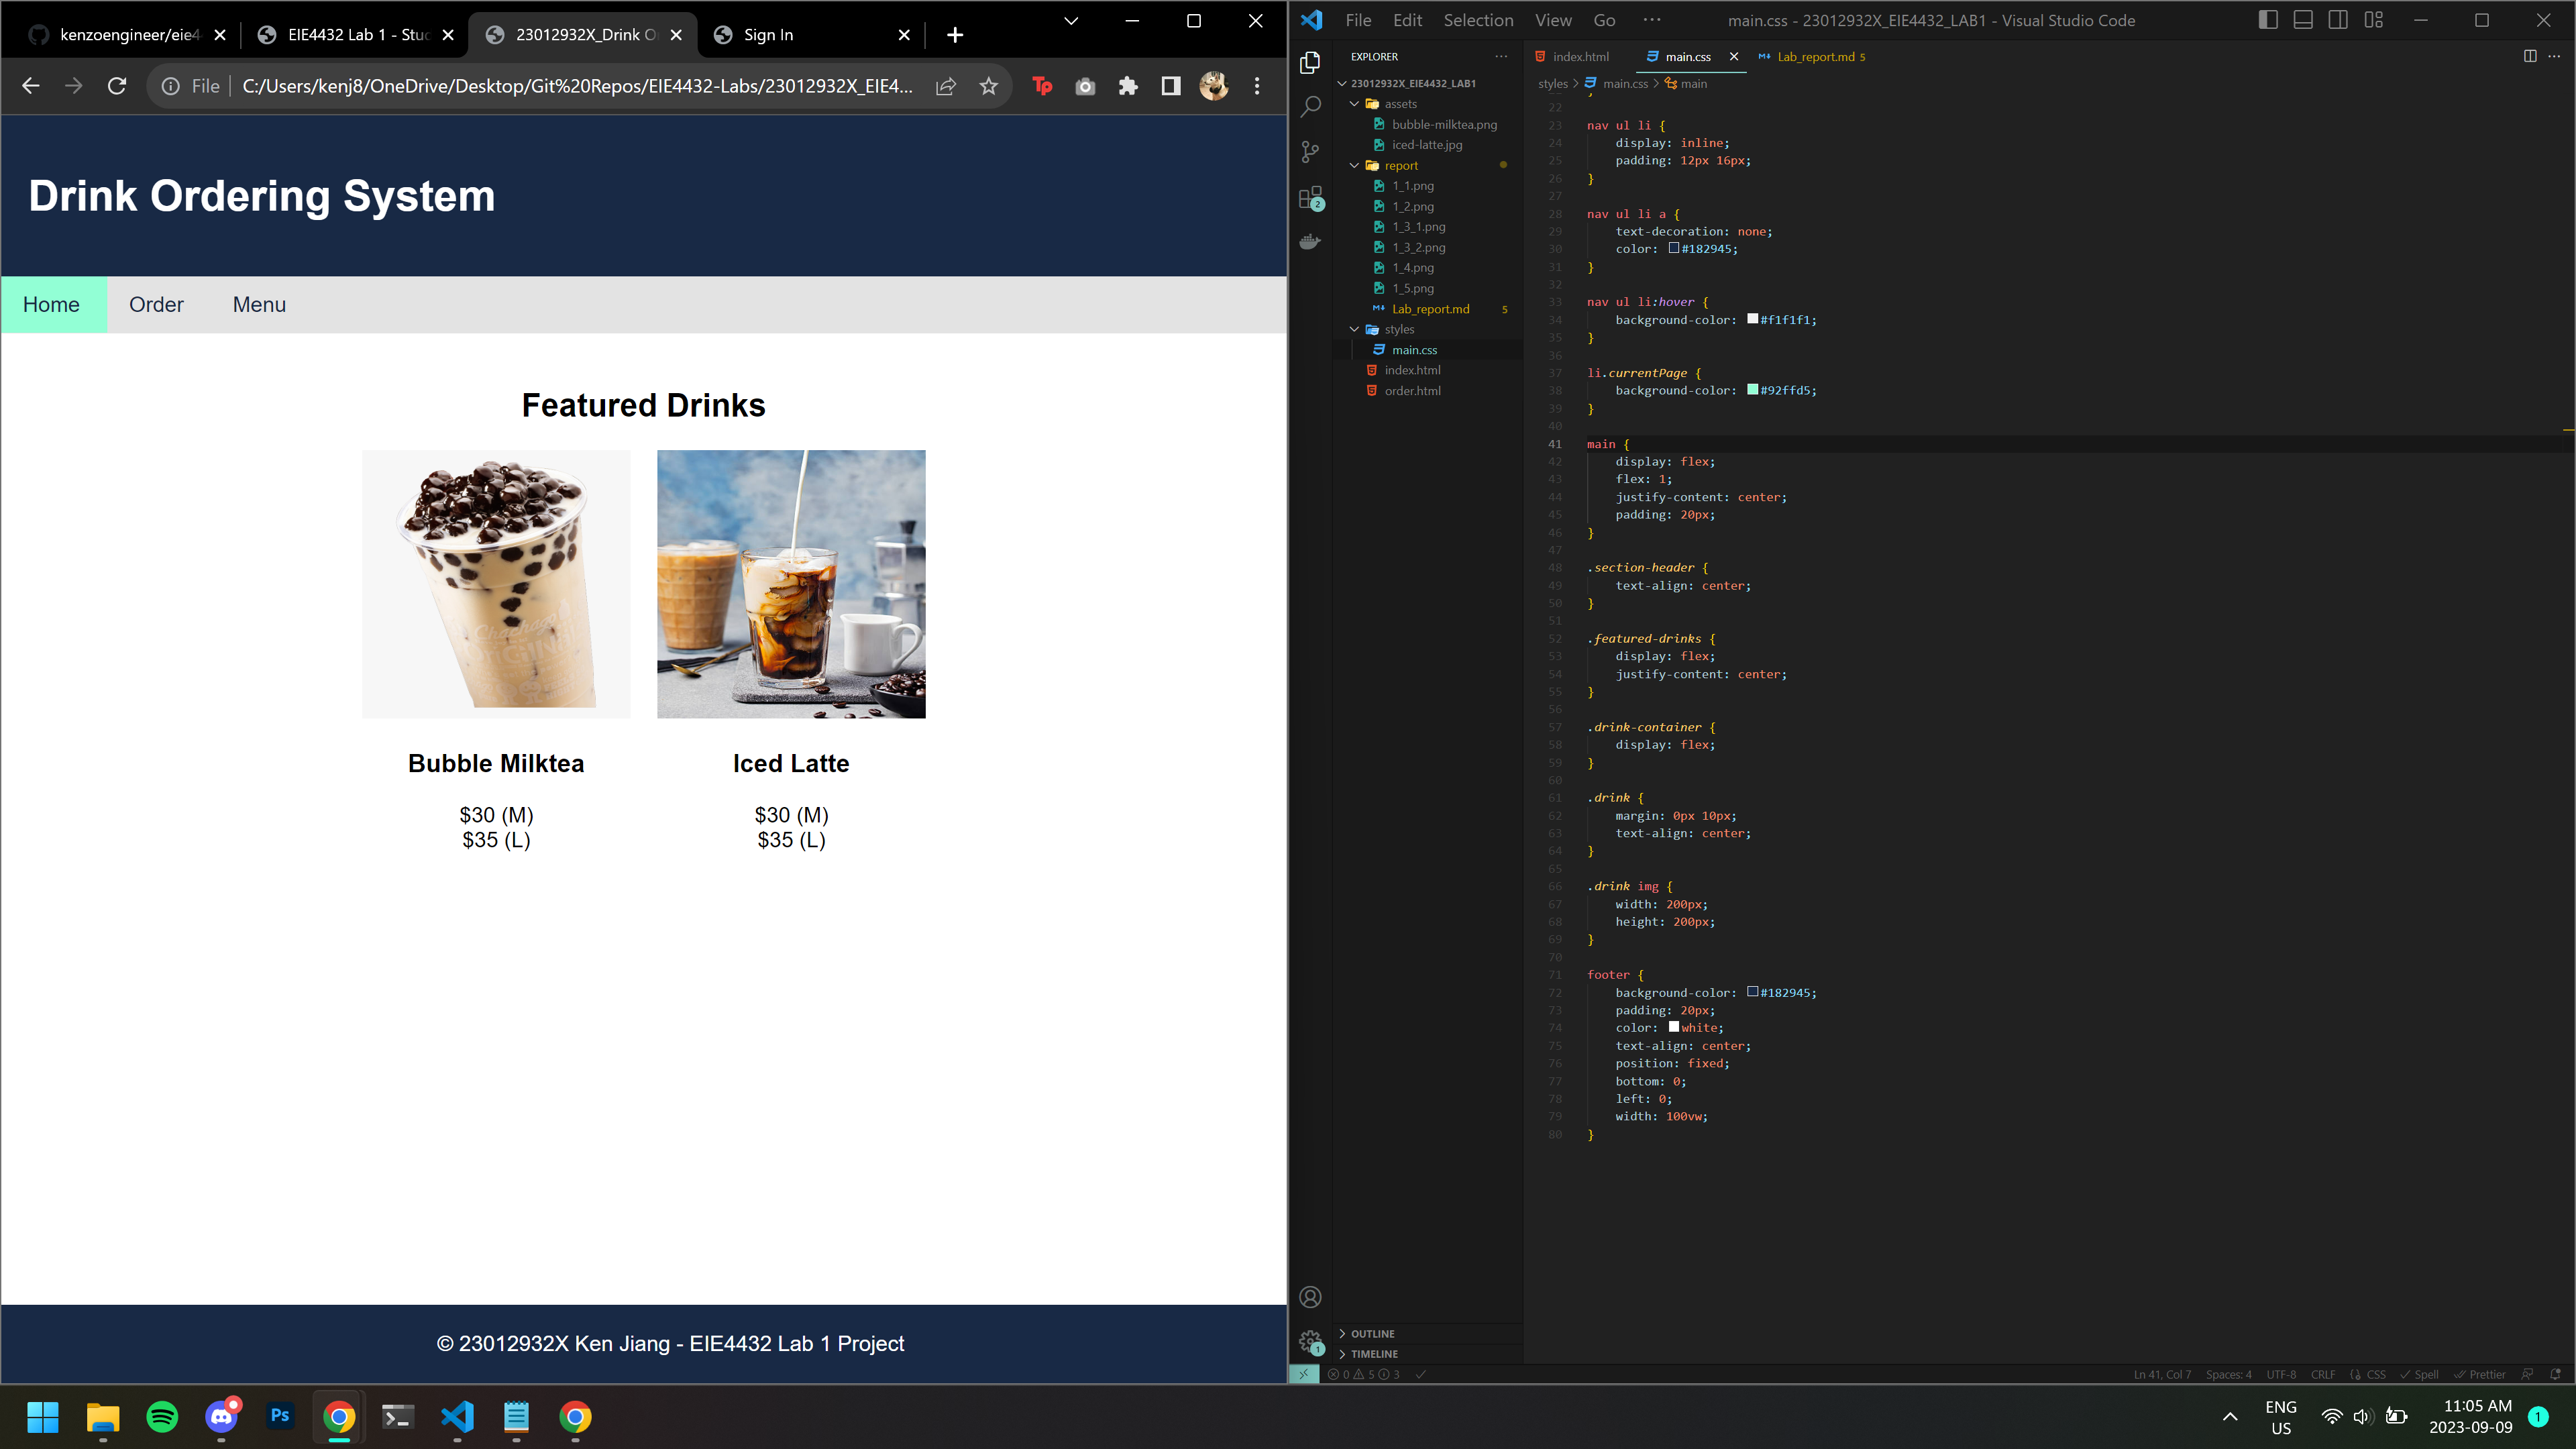 kenzoengineer/eie4
EIE4432 Lab 1 - Stuc
23012932X_Drink O
Sign In
File
C:/Users/kenj8/OneDrive/Desktop/Git%20Repos/EIE4432-Labs/23012932X_EIE4...
Drink Ordering System
Home
Order
Menu
Featured Drinks
Bubble Milktea
Iced Latte
$30 (M)
$35 (L)
$30 (M)
$35 (L)
© 23012932X Ken Jiang - EIE4432 Lab 1 Project
File Edit Selection View Go ···
main.css - 23012932X_EIE4432_LAB1 - Visual Studio Code
EXPLORER
23012932X_EIE4432_LAB1
assets
bubble-milktea.png
iced-latte.jpg
report
1_1.png
1_2.png
1_3_1.png
1_3_2.png
1_4.png
1_5.png
Lab_report.md 5
styles
main.css
index.html
order.html
OUTLINE
TIMELINE
index.html
main.css
Lab_report.md 5
styles > main.css > main
22
23 nav ul li {
24 display: inline;
25 padding: 12px 16px;
26 }
27
28 nav ul li a {
29 text-decoration: none;
30 color: #182945;
31 }
32
33 nav ul li:hover {
34 background-color: #f1f1f1;
35 }
36
37 li.currentPage {
38 background-color: #92ffd5;
39 }
40
41 main {
42 display: flex;
43 flex: 1;
44 justify-content: center;
45 padding: 20px;
46 }
47
48 .section-header {
49 text-align: center;
50 }
51
52 .featured-drinks {
53 display: flex;
54 justify-content: center;
55 }
56
57 .drink-container {
58 display: flex;
59 }
60
61 .drink {
62 margin: 0px 10px;
63 text-align: center;
64 }
65
66 .drink img {
67 width: 200px;
68 height: 200px;
69 }
70
71 footer {
72 background-color: #182945;
73 padding: 20px;
74 color: white;
75 text-align: center;
76 position: fixed;
77 bottom: 0;
78 left: 0;
79 width: 100vw;
80 }
0 5 3
Ln 41, Col 7 Spaces: 4 UTF-8 CRLF CSS Spell Prettier
Ps
ENG
US
11:05 AM
2023-09-09
1